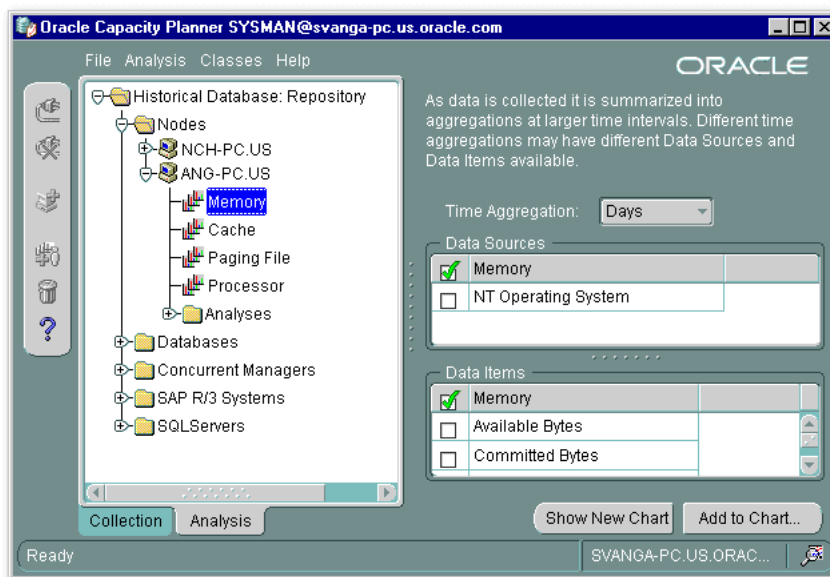 Oracle Capacity Planner SYSMAN@svanga-pc.us.oracle.com
File Analysis Classes Help
ORACLE
Historical Database: Repository
Nodes
NCH-PC.US
ANG-PC.US
Memory
Cache
Paging File
Processor
Analyses
Databases
Concurrent Managers
SAP R/3 Systems
SQLServers
Collection
Analysis
As data is collected it is summarized into
aggregations at larger time intervals. Different time
aggregations may have different Data Sources and
Data Items available.
Time Aggregation: Days
Data Sources
Memory
NT Operating System
Data Items
Memory
Available Bytes
Committed Bytes
Show New Chart
Add to Chart...
Ready
SVANGA-PC.US.ORAC...